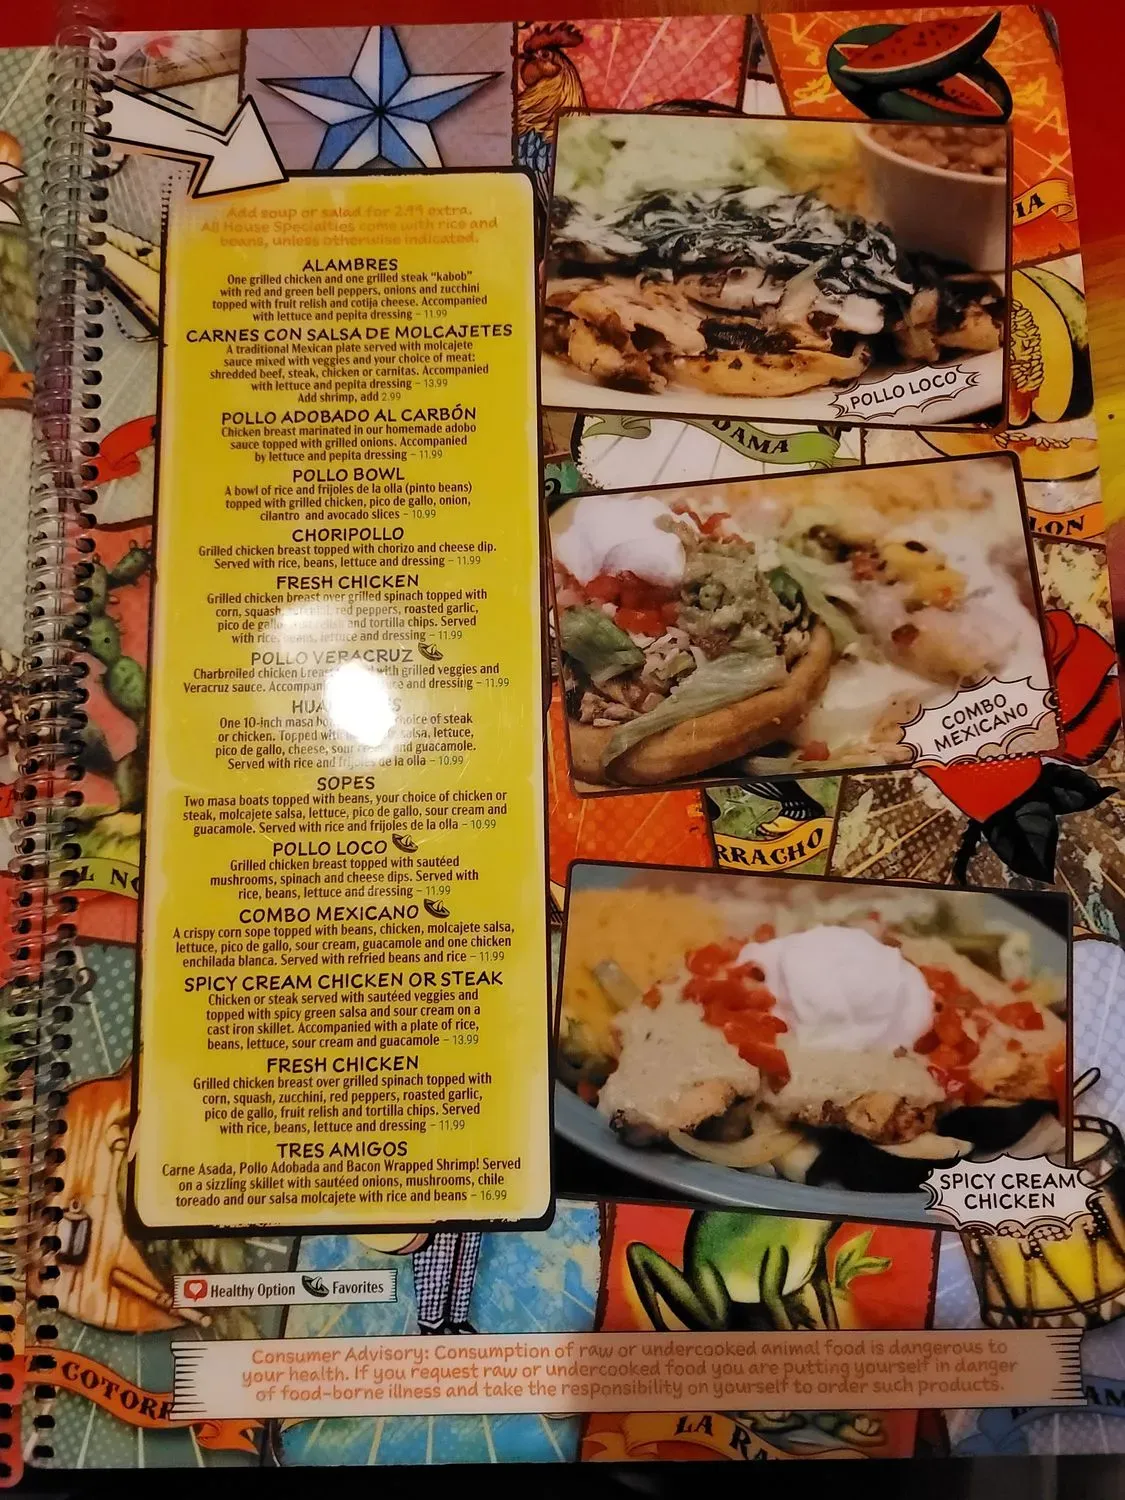 Add soup or salad for 2.99 extra.
All House Specialties come with rice and
beans, unless otherwise indicated.
ALAMBRES
One grilled chicken and one grilled steak "kabob"
with red and green bell peppers, onions and zucchini
topped with fruit relish and cotija cheese. Accompanied
with lettuce and pepita dressing – 11.99
CARNES CON SALSA DE MOLCAJETES
A traditional Mexican plate served with molcajete
sauce mixed with veggies and your choice of meat:
shredded beef, steak, chicken or carnitas. Accompanied
with lettuce and pepita dressing – 13.99
Add shrimp, add 2.99
POLLO ADOBADO AL CARBÓN
Chicken breast marinated in our homemade adobo
sauce topped with grilled onions. Accompanied
by lettuce and pepita dressing – 11.99
POLLO BOWL
A bowl of rice and frijoles de la olla (pinto beans)
topped with grilled chicken, pico de gallo, onion,
cilantro and avocado slices – 10.99
CHORIPOLLO
Grilled chicken breast topped with chorizo and cheese dip.
Served with rice, beans, lettuce and dressing – 11.99
FRESH CHICKEN
Grilled chicken breast over grilled spinach topped with
corn, squash, red peppers, roasted garlic,
pico de gallo, and tortilla chips. Served
with rice, beans, lettuce and dressing – 11.99
POLLO VERACRUZ
Charbroiled chicken breast with grilled veggies and
Veracruz sauce. and dressing – 11.99
One 10-inch masa choice of steak
or chicken. Topped with salsa, lettuce,
pico de gallo, cheese, sour cream and guacamole.
Served with rice and frijoles de la olla – 10.99
SOPES
Two masa boats topped with beans, your choice of chicken or
steak, molcajete salsa, lettuce, pico de gallo, sour cream and
guacamole. Served with rice and frijoles de la olla – 10.99
POLLO LOCO
Grilled chicken breast topped with sautéed
mushrooms, spinach and cheese dips. Served with
rice, beans, lettuce and dressing – 11.99
COMBO MEXICANO
A crispy corn sope topped with beans, chicken, molcajete salsa,
lettuce, pico de gallo, sour cream, guacamole and one chicken
enchilada blanca. Served with refried beans and rice – 11.99
SPICY CREAM CHICKEN OR STEAK
Chicken or steak served with sautéed veggies and
topped with spicy green salsa and sour cream on a
cast iron skillet. Accompanied with a plate of rice,
beans, lettuce, sour cream and guacamole – 13.99
FRESH CHICKEN
Grilled chicken breast over grilled spinach topped with
corn, squash, zucchini, red peppers, roasted garlic,
pico de gallo, fruit relish and tortilla chips. Served
with rice, beans, lettuce and dressing – 11.99
TRES AMIGOS
Carne Asada, Pollo Adobada and Bacon Wrapped Shrimp! Served
on a sizzling skillet with sautéed onions, mushrooms, chile
toreado and our salsa molcajete with rice and beans – 16.99
POLLO LOCO
DAMA
COMBO
MEXICANO
RRACHO
SPICY CREAM
CHICKEN
Healthy Option Favorites
Consumer Advisory: Consumption of raw or undercooked animal food is dangerous to
your health. If you request raw or undercooked food you are putting yourself in danger
of food-borne illness and take the responsibility on yourself to order such products.
COTORR
LA RA